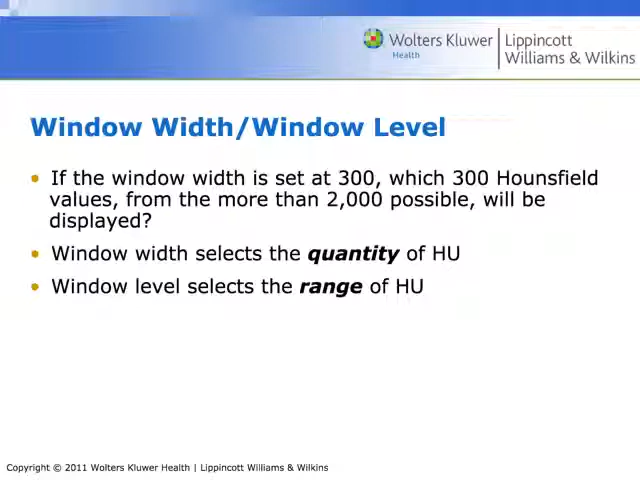 Wolters Kluwer
Health
Lippincott
Williams & Wilkins
Window Width/Window Level
• If the window width is set at 300, which 300 Hounsfield
values, from the more than 2,000 possible, will be
displayed?
• Window width selects the quantity of HU
• Window level selects the range of HU
Copyright © 2011 Wolters Kluwer Health | Lippincott Williams & Wilkins